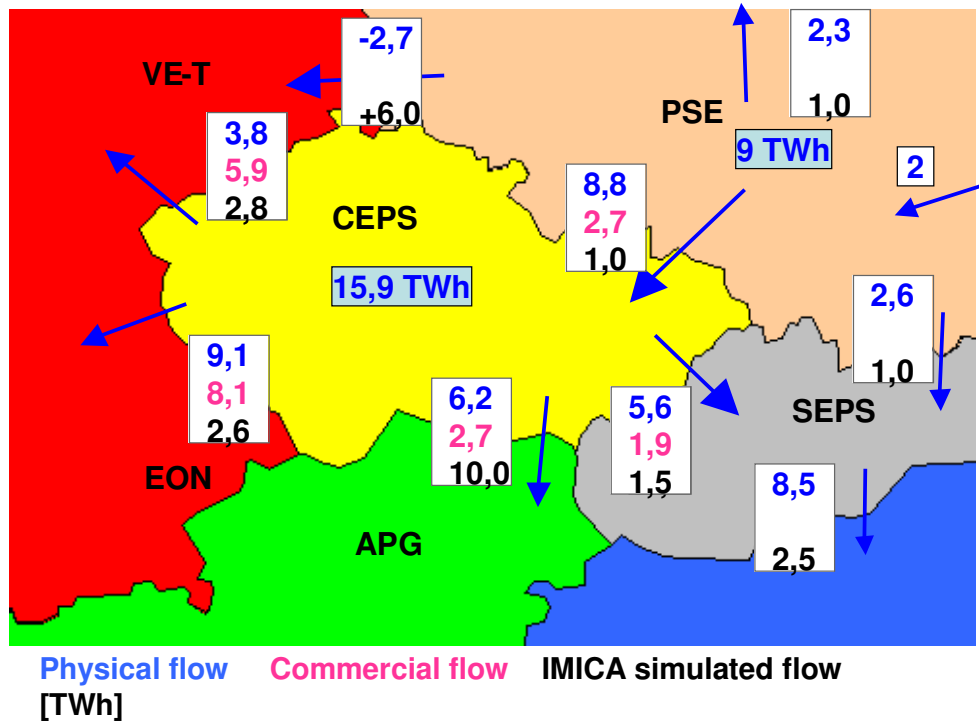 -2,7
+6,0
2,3
1,0
VE-T
PSE
9 TWh
3,8
5,9
2,8
2
8,8
2,7
1,0
CEPS
15,9 TWh
2,6
1,0
9,1
8,1
2,6
6,2
2,7
10,0
5,6
1,9
1,5
SEPS
EON
8,5
2,5
APG
Physical flow Commercial flow IMICA simulated flow
[TWh]